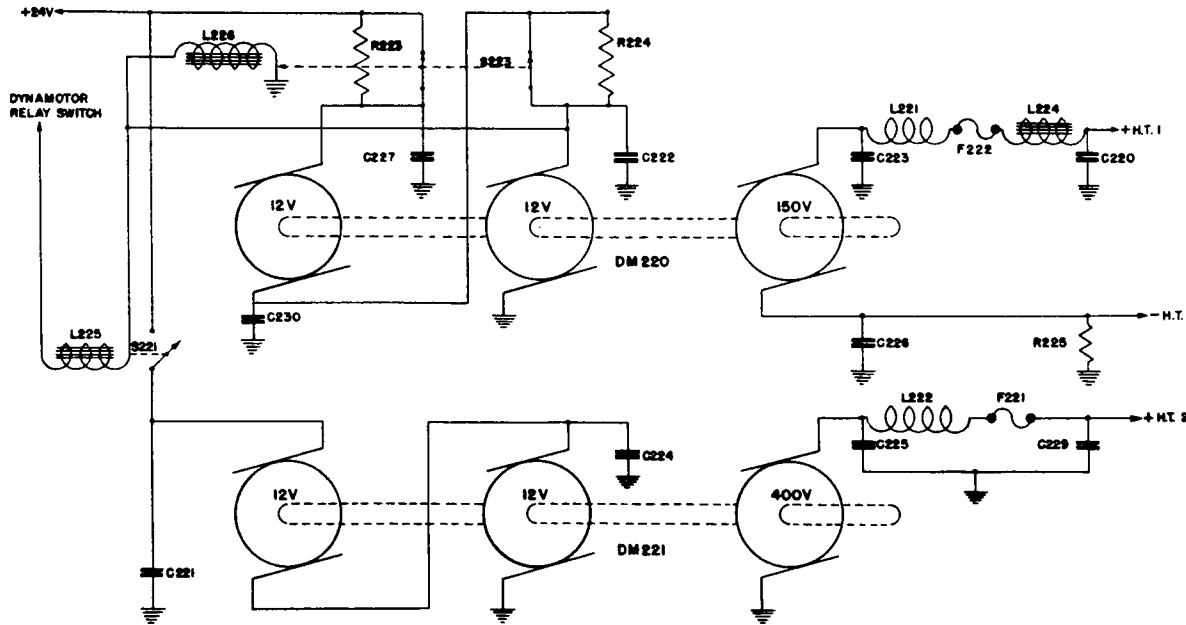 +24V
L226
R223
S223
R224
DYNAMOTOR
RELAY SWITCH
C227
C222
L221
F222
L224
+H.T. 1
C223
C220
12V
12V
150V
DM220
C230
L225
S221
- H.T.
C226
R225
L222
F221
+ H.T. 2
C225
C229
C224
12V
12V
400V
DM221
C221